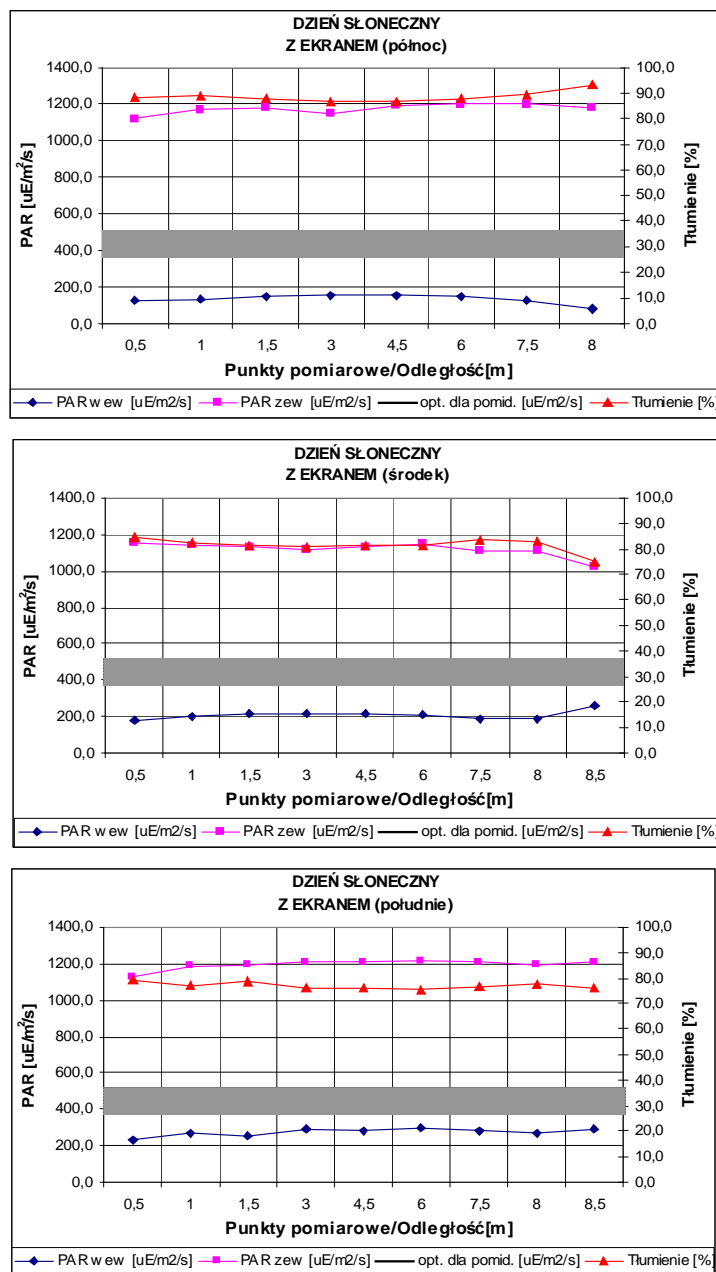 DZIEŃ SŁONECZNY
Z EKRANEM (północ)
1400,0
1200,0
1000,0
800,0
600,0
400,0
200,0
0,0
PAR [uE/m²/s]
100,0
90,0
80,0
70,0
60,0
50,0
40,0
30,0
20,0
10,0
0,0
Tłumienie [%]
0,5 1 1,5 3 4,5 6 7,5 8
Punkty pomiarowe/Odległość[m]
PAR wew [uE/m2/s] PAR zew [uE/m2/s] opt. dla pomid. [uE/m2/s] Tłumienie [%]
DZIEŃ SŁONECZNY
Z EKRANEM (środek)
1400,0
1200,0
1000,0
800,0
600,0
400,0
200,0
0,0
PAR [uE/m²/s]
100,0
90,0
80,0
70,0
60,0
50,0
40,0
30,0
20,0
10,0
0,0
Tłumienie [%]
0,5 1 1,5 3 4,5 6 7,5 8 8,5
Punkty pomiarowe/Odległość[m]
PAR wew [uE/m2/s] PAR zew [uE/m2/s] opt. dla pomid. [uE/m2/s] Tłumienie [%]
DZIEŃ SŁONECZNY
Z EKRANEM (południe)
1400,0
1200,0
1000,0
800,0
600,0
400,0
200,0
0,0
PAR [uE/m²/s]
100,0
90,0
80,0
70,0
60,0
50,0
40,0
30,0
20,0
10,0
0,0
Tłumienie [%]
0,5 1 1,5 3 4,5 6 7,5 8 8,5
Punkty pomiarowe/Odległość[m]
PAR wew [uE/m2/s] PAR zew [uE/m2/s] opt. dla pomid. [uE/m2/s] Tłumienie [%]